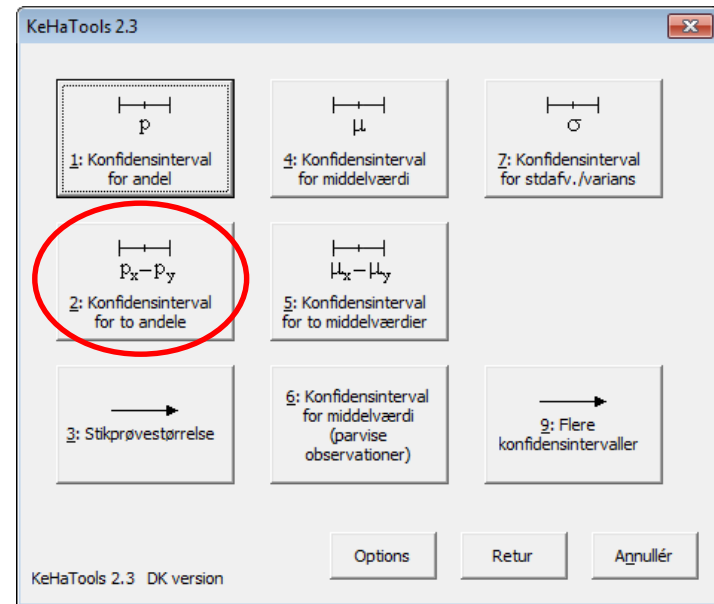 KeHaTools 2.3
p
1: Konfidensinterval
for andel
μ
4: Konfidensinterval
for middelværdi
σ
7: Konfidensinterval
for stdafv./varians
px-py
2: Konfidensinterval
for to andele
μx-μy
5: Konfidensinterval
for to middelværdier
3: Stikprøvestørrelse
6: Konfidensinterval
for middelværdi
(parvise
observationer)
9: Flere
konfidensintervaller
Options
Retur
Annullér
KeHaTools 2.3 DK version